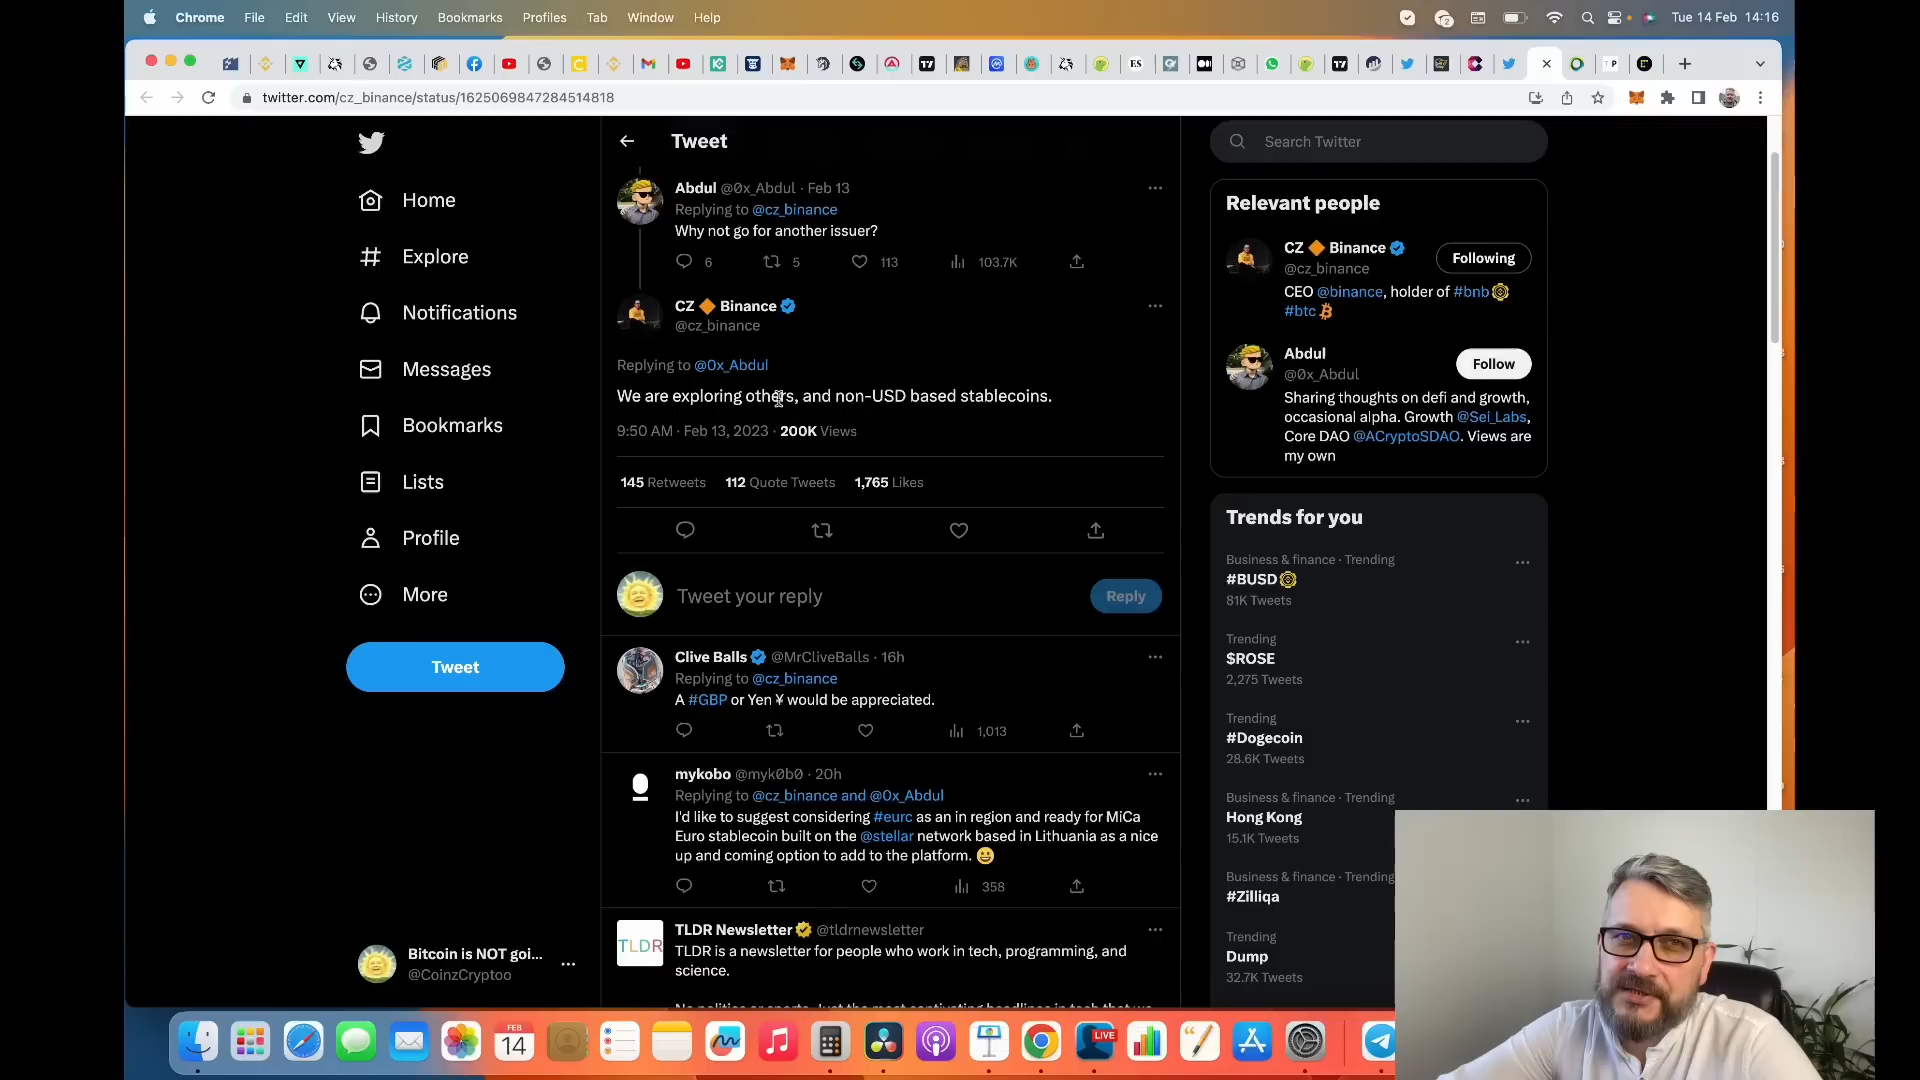 Chrome File Edit View History Bookmarks Profiles Tab Window Help
Tue 14 Feb 14:16
twitter.com/cz_binance/status/1625069847284514818
Home
Explore
Notifications
Messages
Bookmarks
Lists
Profile
More
Tweet
Bitcoin is NOT goi...
@CoinzCryptoo
Tweet
Abdul @0x_Abdul · Feb 13
Replying to @cz_binance
Why not go for another issuer?
6 5 113 103.7K
CZ 🔶 Binance
@cz_binance
Replying to @0x_Abdul
We are exploring others, and non-USD based stablecoins.
9:50 AM · Feb 13, 2023 · 200K Views
145 Retweets 112 Quote Tweets 1,765 Likes
Tweet your reply
Reply
Clive Balls @MrCliveBalls · 16h
Replying to @cz_binance
A #GBP or Yen ¥ would be appreciated.
1,013
mykobo @myk0b0 · 20h
Replying to @cz_binance and @0x_Abdul
I'd like to suggest considering #eurc as an in region and ready for MiCa
Euro stablecoin built on the @stellar network based in Lithuania as a nice
up and coming option to add to the platform. 😀
358
TLDR
TLDR Newsletter @tldrnewsletter
TLDR is a newsletter for people who work in tech, programming, and
science.
Search Twitter
Relevant people
CZ 🔶 Binance
@cz_binance
Following
CEO @binance, holder of #bnb
#btc
Abdul
@0x_Abdul
Follow
Sharing thoughts on defi and growth,
occasional alpha. Growth @Sei_Labs,
Core DAO @ACryptoSDAO. Views are
my own
Trends for you
Business & finance · Trending
#BUSD
81K Tweets
Trending
$ROSE
2,275 Tweets
Trending
#Dogecoin
28.6K Tweets
Business & finance · Trending
Hong Kong
15.1K Tweets
Business & finance · Trending
#Zilliqa
Trending
Dump
32.7K Tweets
FEB
14
LIVE